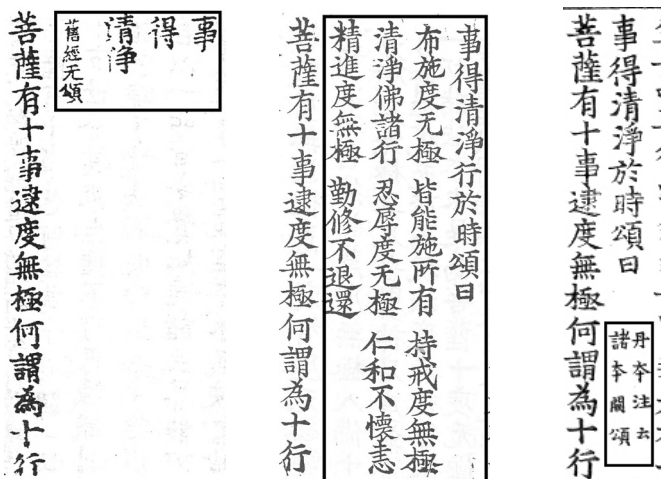 事
得
清淨
舊經无頌
菩薩有十事逮度無極何謂為十行
事得清淨行於時頌曰
布施度无極 皆能施所有 持戒度無極
清淨佛諸行 忍辱度无極 仁和不懷恚
精進度無極 勤修不退還
菩薩有十事逮度無極何謂為十行
事得清淨於時頌曰
丹本注云
諸本闕頌
菩薩有十事逮度無極何謂為十行